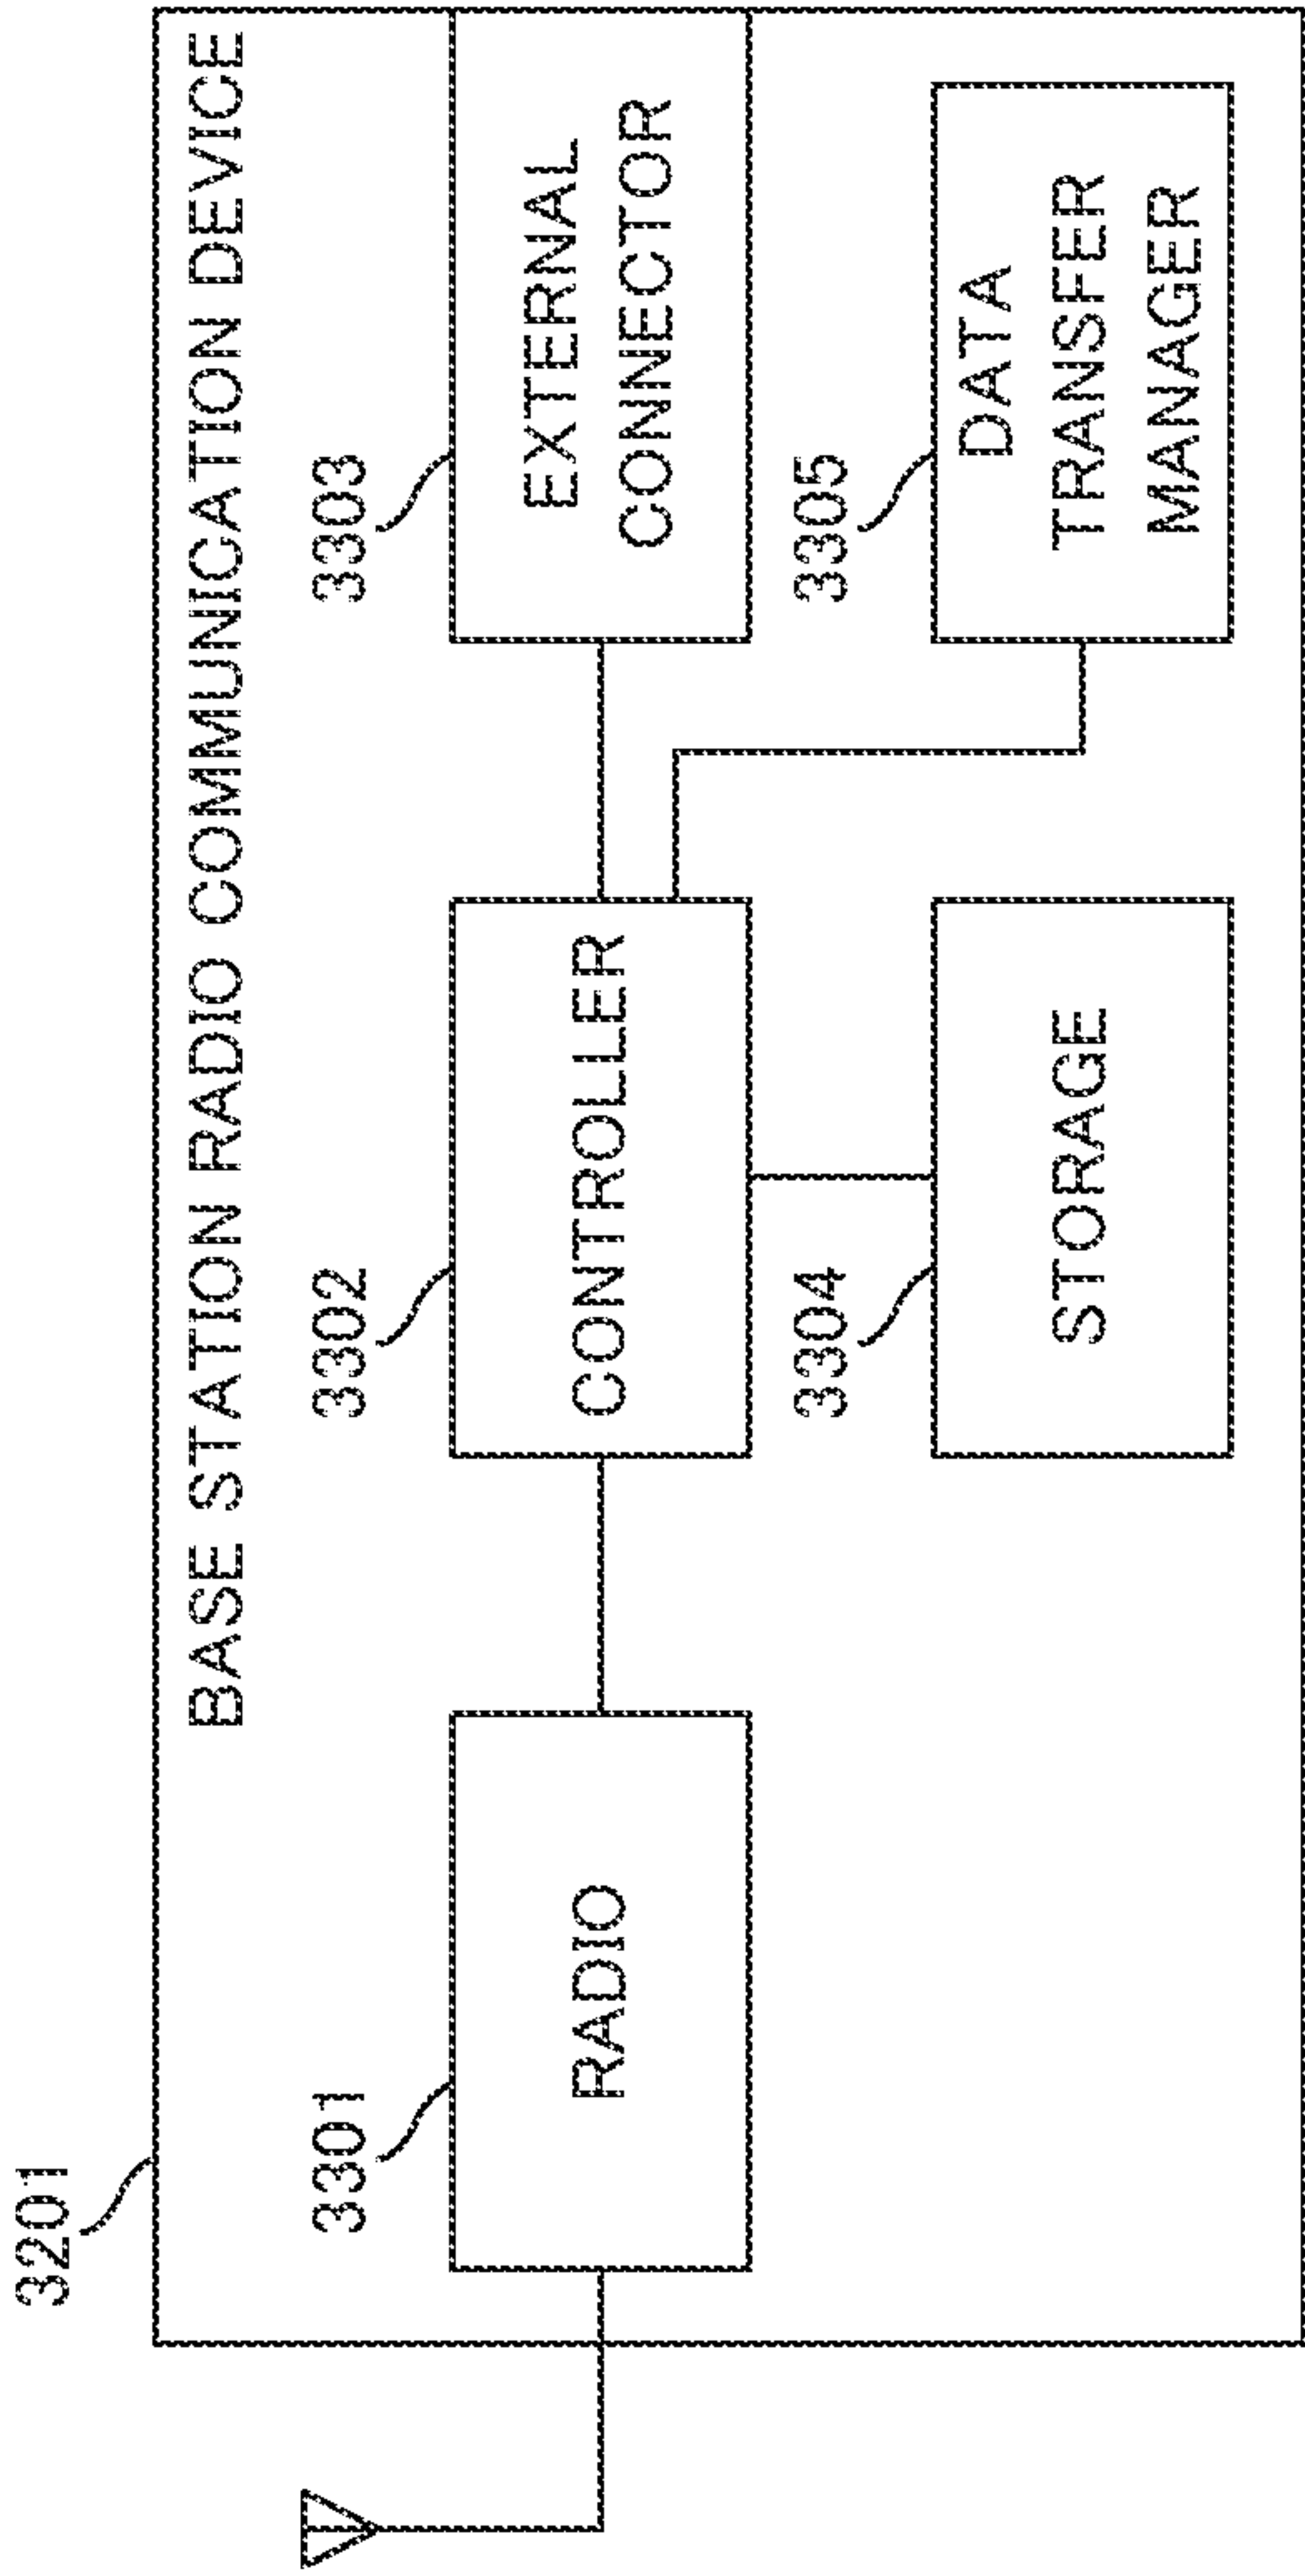 3201
BASE STATION RADIO COMMUNICATION DEVICE
3301
3302
3303
RADIO
CONTROLLER
EXTERNAL
CONNECTOR
3304
3305
STORAGE
DATA
TRANSFER
MANAGER